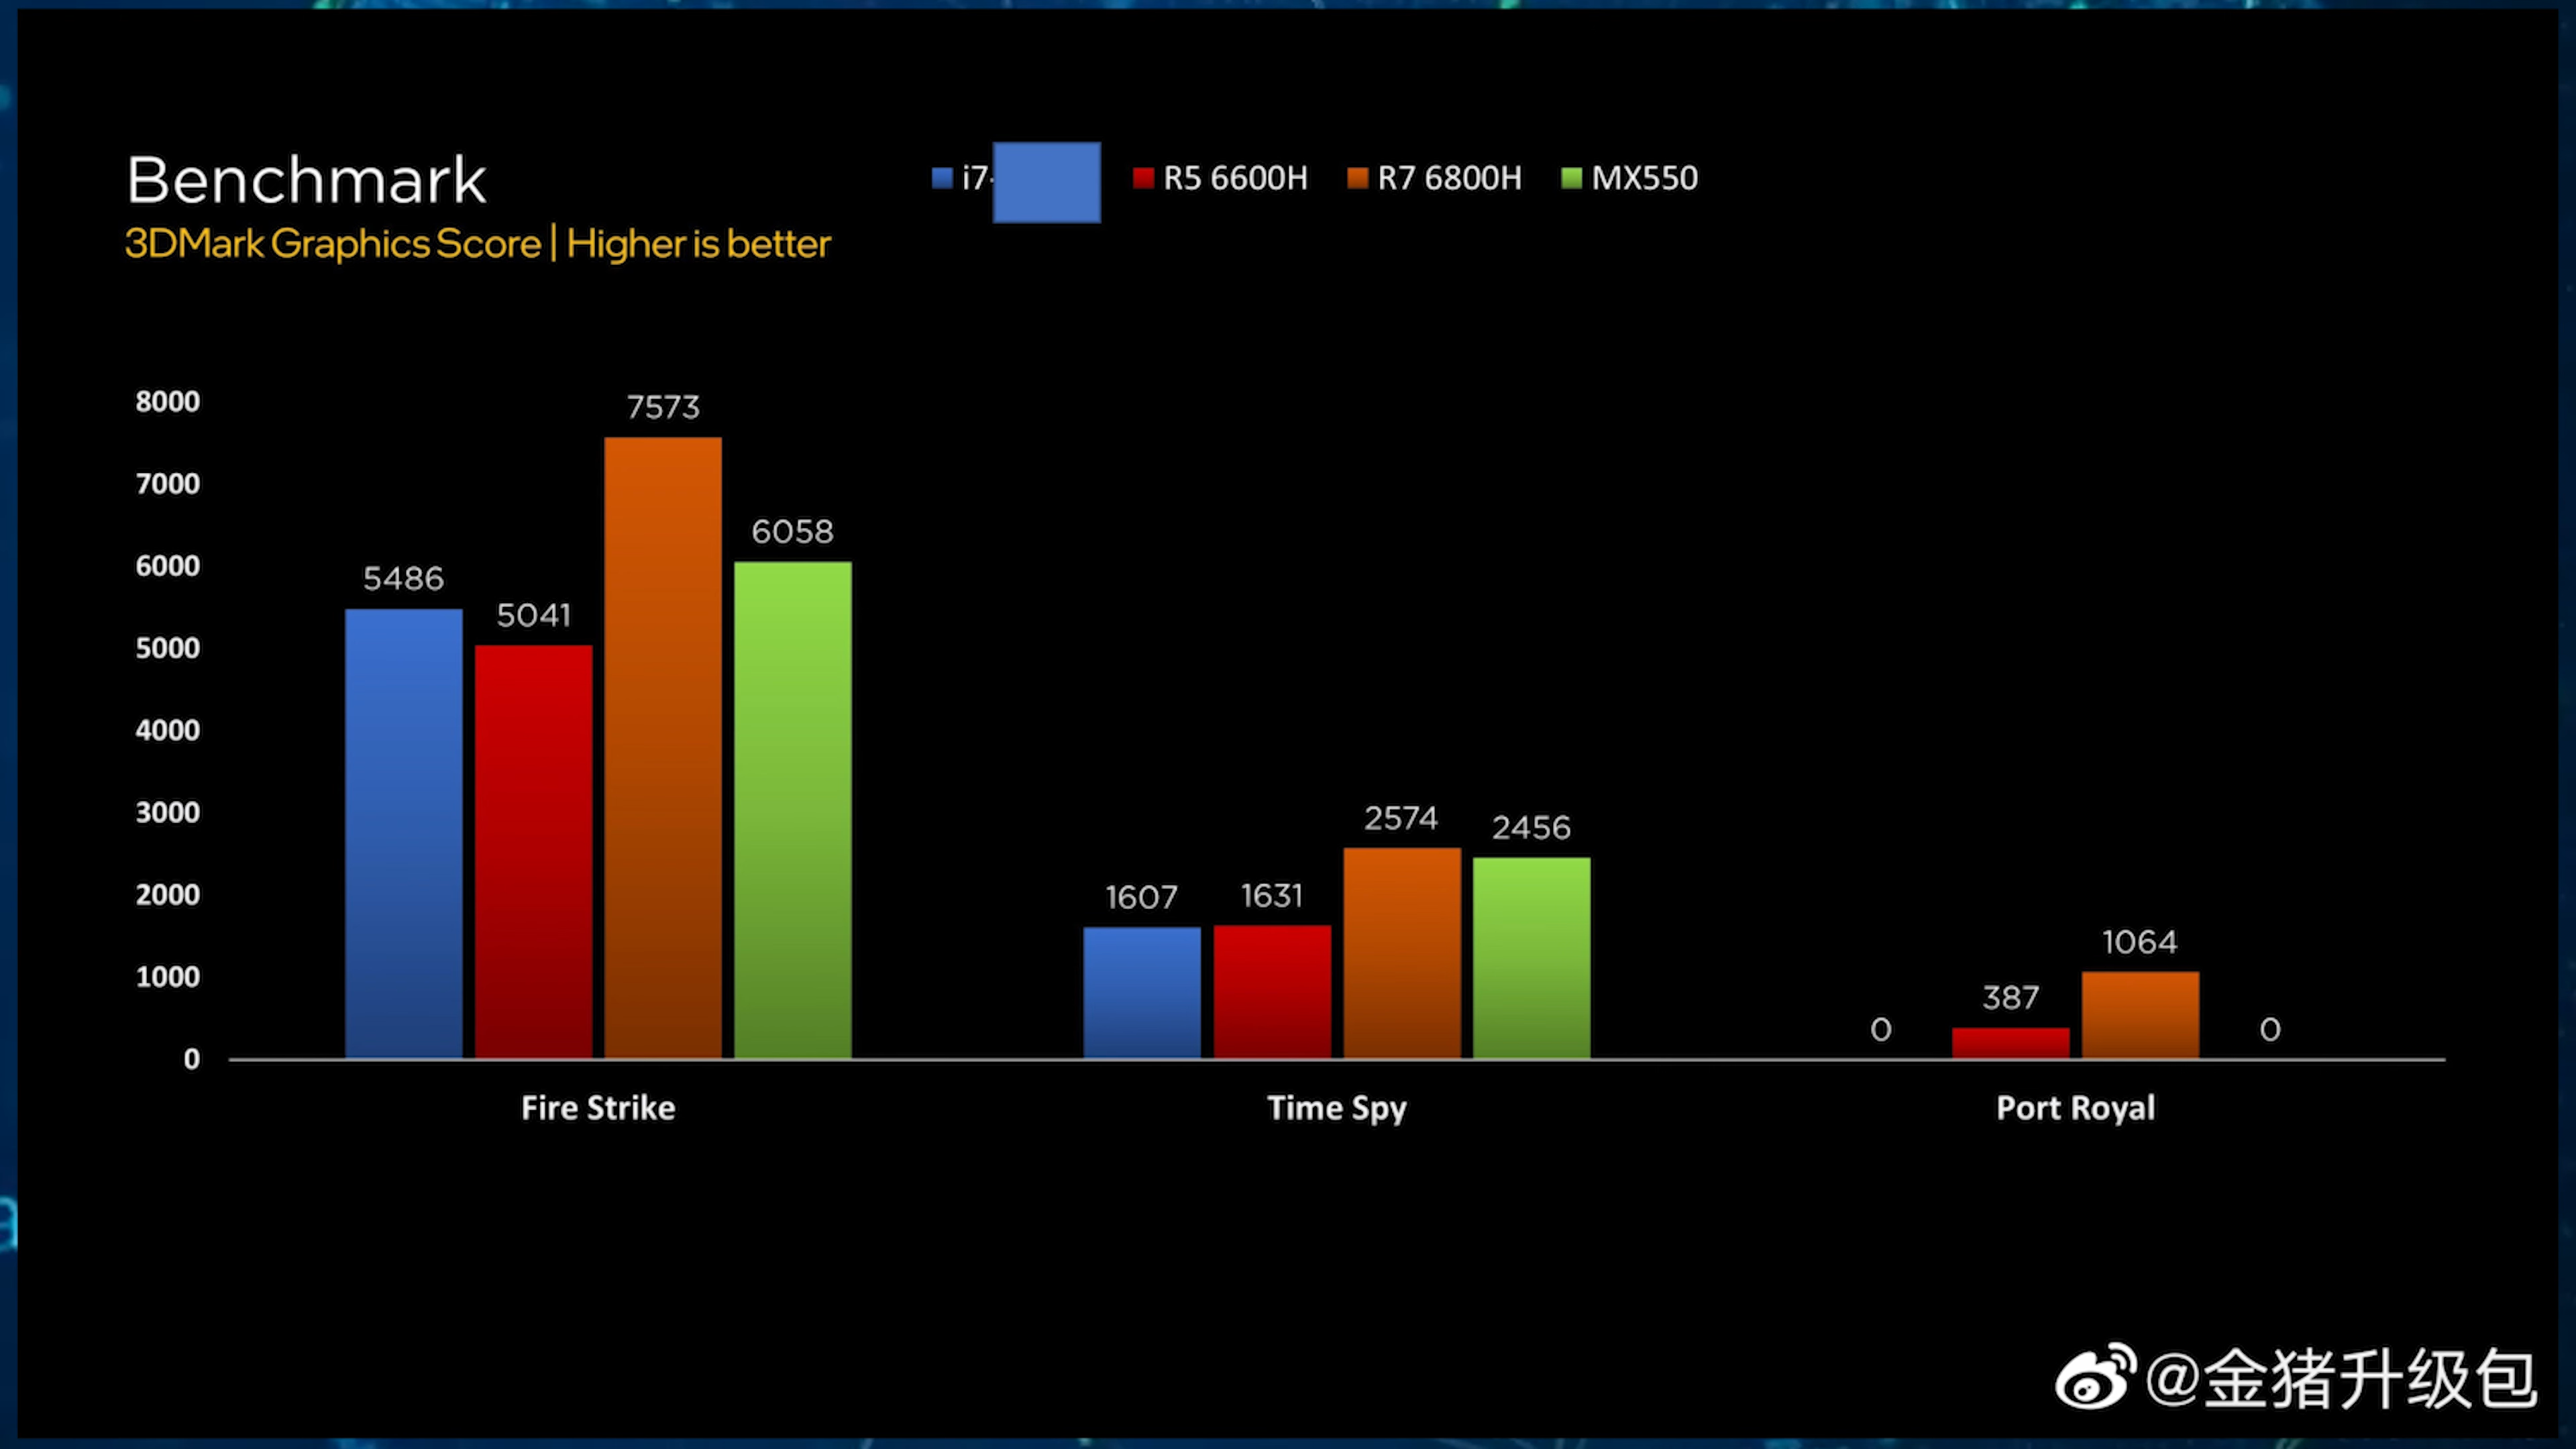 Benchmark
3DMark Graphics Score | Higher is better
i7- R5 6600H R7 6800H MX550
8000
7000
6000
5000
4000
3000
2000
1000
0
5486 5041 7573 6058
1607 1631 2574 2456
0 387 1064 0
Fire Strike Time Spy Port Royal
@金猪升级包